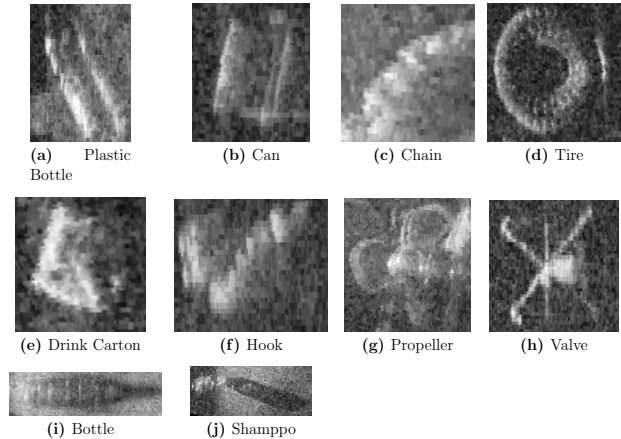 (a) Plastic Bottle
(b) Can
(c) Chain
(d) Tire
(e) Drink Carton
(f) Hook
(g) Propeller
(h) Valve
(i) Bottle
(j) Shamppo